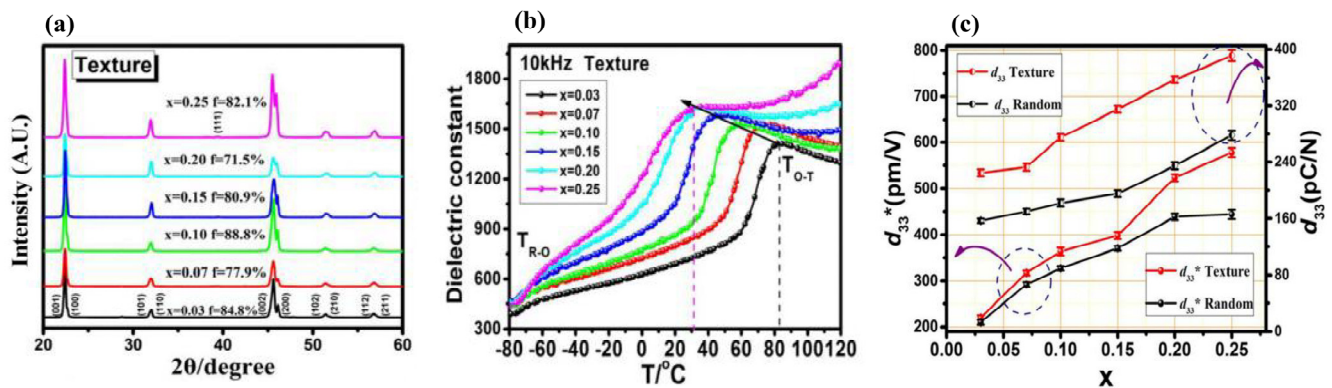 (a)
Texture
x=0.25 f=82.1%
(111)
x=0.20 f=71.5%
x=0.15 f=80.9%
x=0.10 f=88.8%
x=0.07 f=77.9%
x=0.03 f=84.8%
(001)
(100)
(101)
(110)
(002)
(200)
(102)
(210)
(112)
(211)
Intensity (A.U.)
20 30 40 50 60
2θ/degree
(b)
10kHz Texture
x=0.03
x=0.07
x=0.10
x=0.15
x=0.20
x=0.25
T_R-O
T_O-T
Dielectric constant
1800
1500
1200
900
600
300
-80 -60 -40 -20 0 20 40 60 80 100 120
T/°C
(c)
d33 Texture
d33 Random
d33* Texture
d33* Random
d33*(pm/V)
800
700
600
500
400
300
200
d33(pC/N)
400
320
240
160
80
0
0.00 0.05 0.10 0.15 0.20 0.25
x